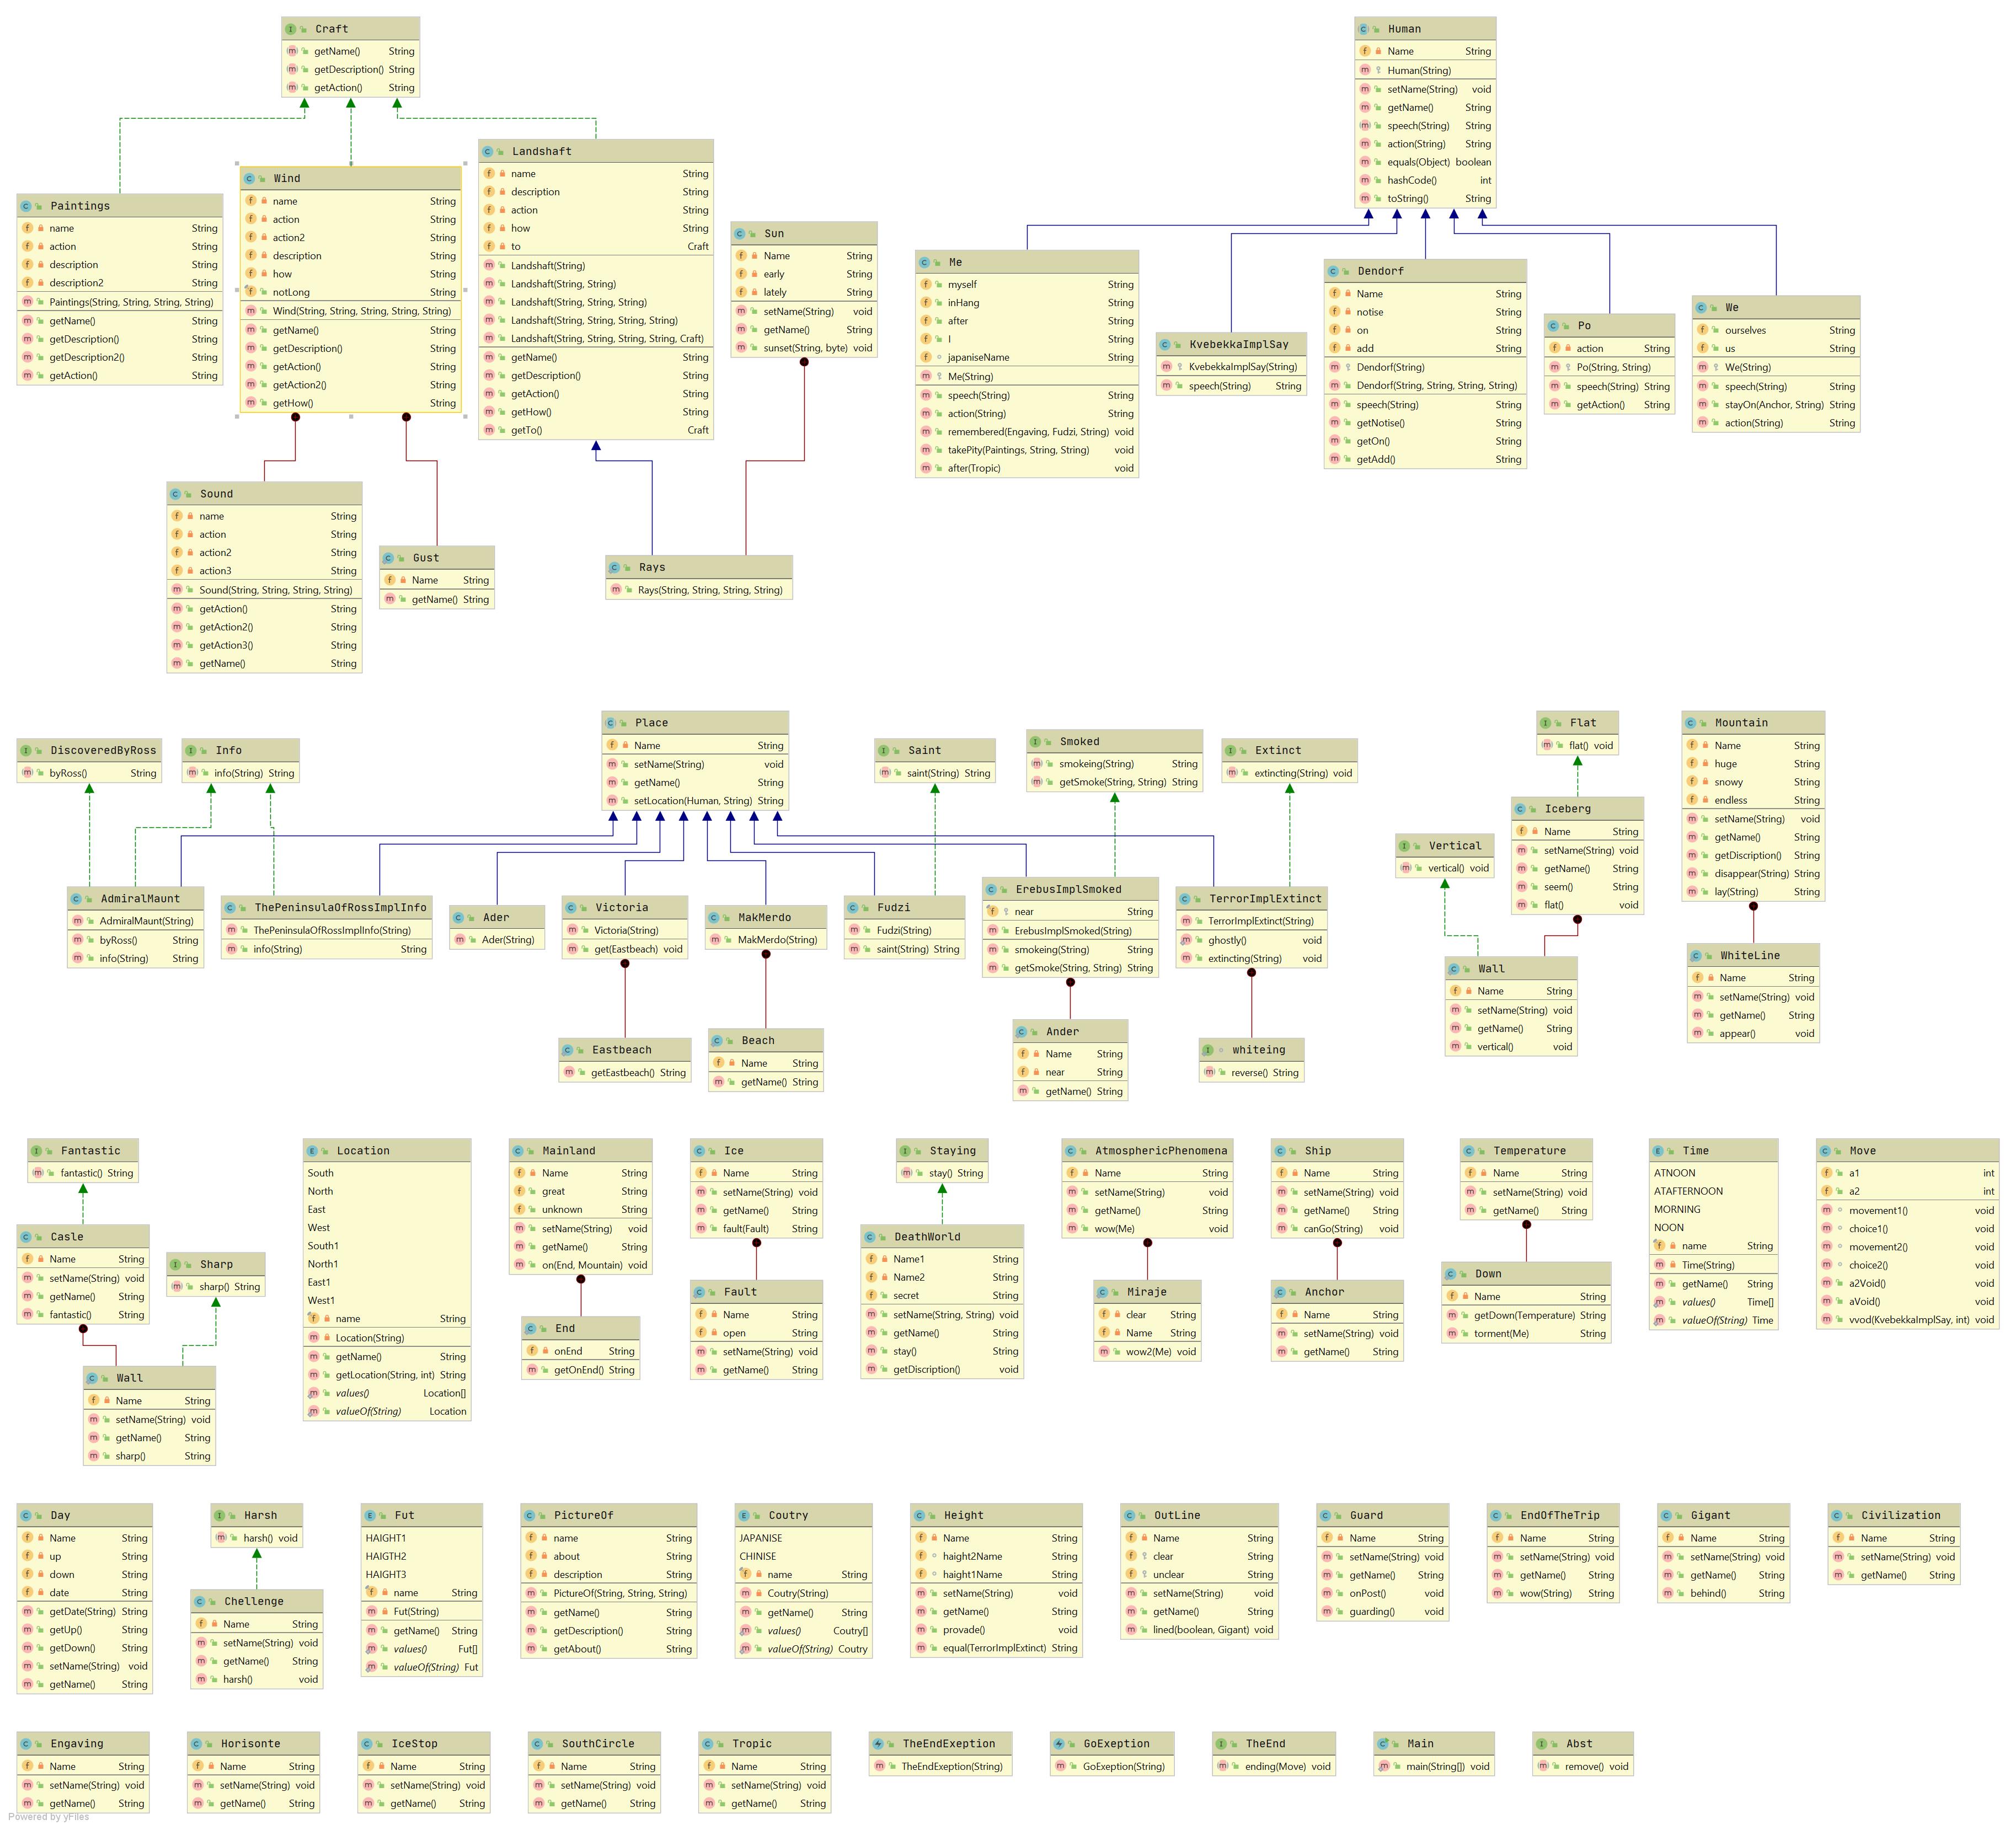 Craft
getName() String
getDescription() String
getAction() String
Human
Name String
Human(String)
setName(String) void
getName() String
speech(String) String
action(String) String
equals(Object) boolean
hashCode() int
toString() String
Paintings
name String
action String
description String
description2 String
Paintings(String, String, String, String)
getName() String
getDescription() String
getDescription2() String
getAction() String
Wind
name String
action String
action2 String
description String
how String
notLong String
Wind(String, String, String, String, String)
getName() String
getDescription() String
getAction() String
getAction2() String
getHow() String
Landshaft
name String
description String
action String
how String
to Craft
Landshaft(String)
Landshaft(String, String)
Landshaft(String, String, String)
Landshaft(String, String, String, String)
Landshaft(String, String, String, String, Craft)
getName() String
getDescription() String
getAction() String
getHow() String
getTo() Craft
Sun
Name String
early String
lately String
setName(String) void
getName() String
sunset(String, byte) void
Me
myself String
inHang String
after String
I String
japaniseName String
Me(String)
speech(String) String
action(String) String
remembered(Engaving, Fudzi, String) void
takePity(Paintings, String, String) void
after(Tropic) void
KvebekkaImplSay
KvebekkaImplSay(String)
speech(String) String
Dendorf
Name String
notise String
on String
add String
Dendorf(String)
Dendorf(String, String, String, String)
speech(String) String
getNotise() String
getOn() String
getAdd() String
Po
action String
Po(String, String)
speech(String) String
getAction() String
We
ourselves String
us String
We(String)
speech(String) String
stayOn(Anchor, String) String
action(String) String
Sound
name String
action String
action2 String
action3 String
Sound(String, String, String, String)
getAction() String
getAction2() String
getAction3() String
getName() String
Gust
Name String
getName() String
Rays
Rays(String, String, String, String)
DiscoveredByRoss
byRoss() String
Info
info(String) String
Place
Name String
setName(String) void
getName() String
setLocation(Human, String) String
Saint
saint(String) String
Smoked
smokeing(String) String
getSmoke(String, String) String
Extinct
extincting(String) void
Flat
flat() void
Mountain
Name String
huge String
snowy String
endless String
setName(String) void
getName() String
getDiscription() String
disappear(String) String
lay(String) String
Vertical
vertical() void
Iceberg
Name String
setName(String) void
getName() String
seem() String
flat() void
AdmiralMaunt
AdmiralMaunt(String)
byRoss() String
info(String) String
ThePeninsulaOfRossImplInfo
ThePeninsulaOfRossImplInfo(String)
info(String) String
Ader
Ader(String)
Victoria
Victoria(String)
get(Eastbeach) void
MakMerdo
MakMerdo(String)
Fudzi
Fudzi(String)
saint(String) String
ErebusImplSmoked
near String
ErebusImplSmoked(String)
smokeing(String) String
getSmoke(String, String) String
TerrorImplExtinct
TerrorImplExtinct(String)
ghostly() void
extincting(String) void
Wall
Name String
setName(String) void
getName() String
vertical() void
WhiteLine
Name String
setName(String) void
getName() String
appear() void
Eastbeach
getEastbeach() String
Beach
Name String
getName() String
Ander
Name String
near String
getName() String
whiteing
reverse() String
Fantastic
fantastic() String
Casle
Name String
setName(String) void
getName() String
fantastic() String
Sharp
sharp() String
Wall
Name String
setName(String) void
getName() String
sharp() String
Location
South
North
East
West
South1
North1
East1
West1
name String
Location(String)
getName() String
getLocation(String, int) String
values() Location[]
valueOf(String) Location
Mainland
Name String
great String
unknown String
setName(String) void
getName() String
on(End, Mountain) void
End
onEnd String
getOnEnd() String
Ice
Name String
setName(String) void
getName() String
fault(Fault) String
Fault
Name String
open String
setName(String) void
getName() String
Staying
stay() String
DeathWorld
Name1 String
Name2 String
secret String
setName(String, String) void
getName() String
stay() String
getDiscription() void
AtmosphericPhenomena
Name String
setName(String) void
getName() String
wow(Me) void
Miraje
clear String
Name String
wow2(Me) void
Ship
Name String
setName(String) void
getName() String
canGo(String) void
Anchor
Name String
setName(String) void
getName() String
Temperature
Name String
setName(String) void
getName() String
Down
Name String
getDown(Temperature) String
torment(Me) String
Time
ATNOON
ATAFTERNOON
MORNING
NOON
name String
Time(String)
getName() String
values() Time[]
valueOf(String) Time
Move
a1 int
a2 int
movement1() void
choice1() void
movement2() void
choice2() void
a2Void() void
aVoid() void
vvod(KvebekkaImplSay, int) void
Day
Name String
up String
down String
date String
getDate(String) String
getUp() String
getDown() String
setName(String) void
getName() String
Harsh
harsh() void
Chellenge
Name String
setName(String) void
getName() String
harsh() void
Fut
HAIGHT1
HAIGTH2
HAIGHT3
name String
Fut(String)
getName() String
values() Fut[]
valueOf(String) Fut
PictureOf
name String
about String
description String
PictureOf(String, String, String)
getName() String
getDescription() String
getAbout() String
Coutry
JAPANISE
CHINISE
name String
Coutry(String)
getName() String
values() Coutry[]
valueOf(String) Coutry
Height
Name String
height2Name String
height1Name String
setName(String) void
getName() String
provade() void
equal(TerrorImplExtinct) String
OutLine
Name String
clear String
unclear String
setName(String) void
getName() String
lined(boolean, Gigant) void
Guard
Name String
setName(String) void
getName() String
onPost() void
guarding() void
EndOfTheTrip
Name String
setName(String) void
getName() String
wow(String) String
Gigant
Name String
setName(String) void
getName() String
behind() String
Civilization
Name String
setName(String) void
getName() String
Engaving
Name String
setName(String) void
getName() String
Horisonte
Name String
setName(String) void
getName() String
IceStop
Name String
setName(String) void
getName() String
SouthCircle
Name String
setName(String) void
getName() String
Tropic
Name String
setName(String) void
getName() String
TheEndExeption
TheEndExeption(String)
GoExeption
GoExeption(String)
TheEnd
ending(Move) void
Main
main(String[]) void
Abst
remove() void
Powered by yFiles